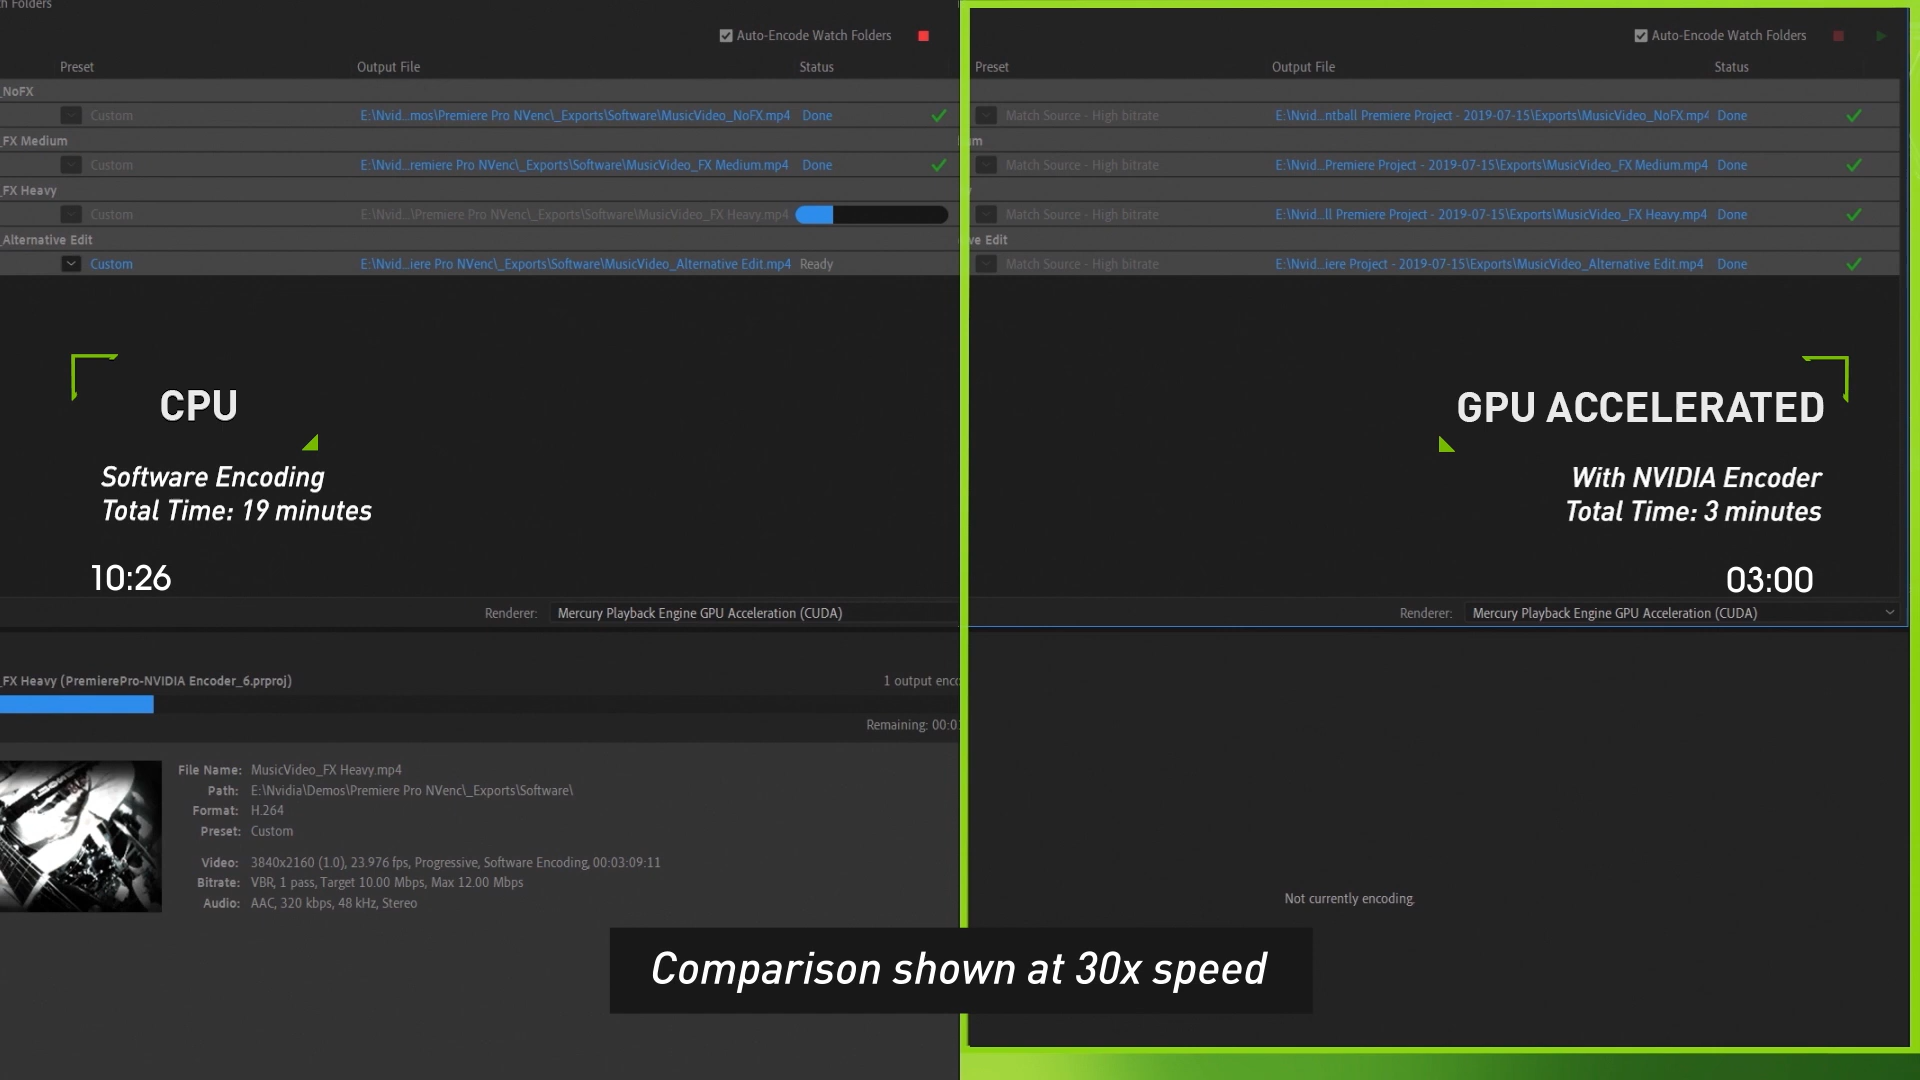 h Folders
Auto-Encode Watch Folders
Preset Output File Status
_NoFX
Custom E:\Nvid...mos\Premiere Pro NVenc\_Exports\Software\MusicVideo_NoFX.mp4 Done
_FX Medium
Custom E:\Nvid...remiere Pro NVenc\_Exports\Software\MusicVideo_FX Medium.mp4 Done
_FX Heavy
Custom E:\Nvid...\Premiere Pro NVenc\_Exports\Software\MusicVideo_FX Heavy.mp4
_Alternative Edit
Custom E:\Nvid...iere Pro NVenc\_Exports\Software\MusicVideo_Alternative Edit.mp4 Ready
CPU
Software Encoding
Total Time: 19 minutes
10:26
Renderer: Mercury Playback Engine GPU Acceleration (CUDA)
_FX Heavy (PremierePro-NVIDIA Encoder_6.prproj)
1 output enco
Remaining: 00:0
File Name: MusicVideo_FX Heavy.mp4
Path: E:\Nvidia\Demos\Premiere Pro NVenc\_Exports\Software\
Format: H.264
Preset: Custom
Video: 3840x2160 (1.0), 23.976 fps, Progressive, Software Encoding, 00:03:09:11
Bitrate: VBR, 1 pass, Target 10.00 Mbps, Max 12.00 Mbps
Audio: AAC, 320 kbps, 48 kHz, Stereo
Auto-Encode Watch Folders
Preset Output File Status
Match Source - High bitrate E:\Nvid...ntball Premiere Project - 2019-07-15\Exports\MusicVideo_NoFX.mp4 Done
um
Match Source - High bitrate E:\Nvid...Premiere Project - 2019-07-15\Exports\MusicVideo_FX Medium.mp4 Done
Match Source - High bitrate E:\Nvid...ll Premiere Project - 2019-07-15\Exports\MusicVideo_FX Heavy.mp4 Done
ve Edit
Match Source - High bitrate E:\Nvid...iere Project - 2019-07-15\Exports\MusicVideo_Alternative Edit.mp4 Done
GPU ACCELERATED
With NVIDIA Encoder
Total Time: 3 minutes
03:00
Renderer: Mercury Playback Engine GPU Acceleration (CUDA)
Not currently encoding.
Comparison shown at 30x speed